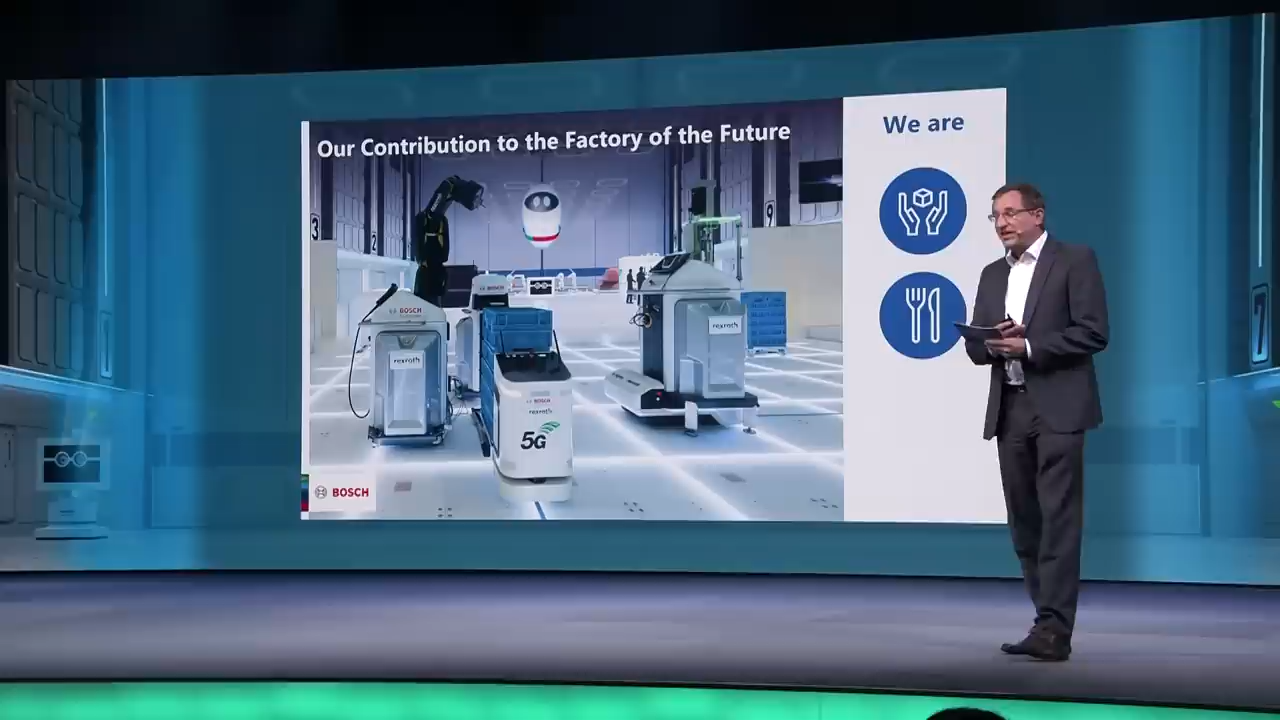 Our Contribution to the Factory of the Future
We are
3
2
9
BOSCH
BOSCH
rexroth
rexroth
BOSCH
rexroth
5G
BOSCH
7